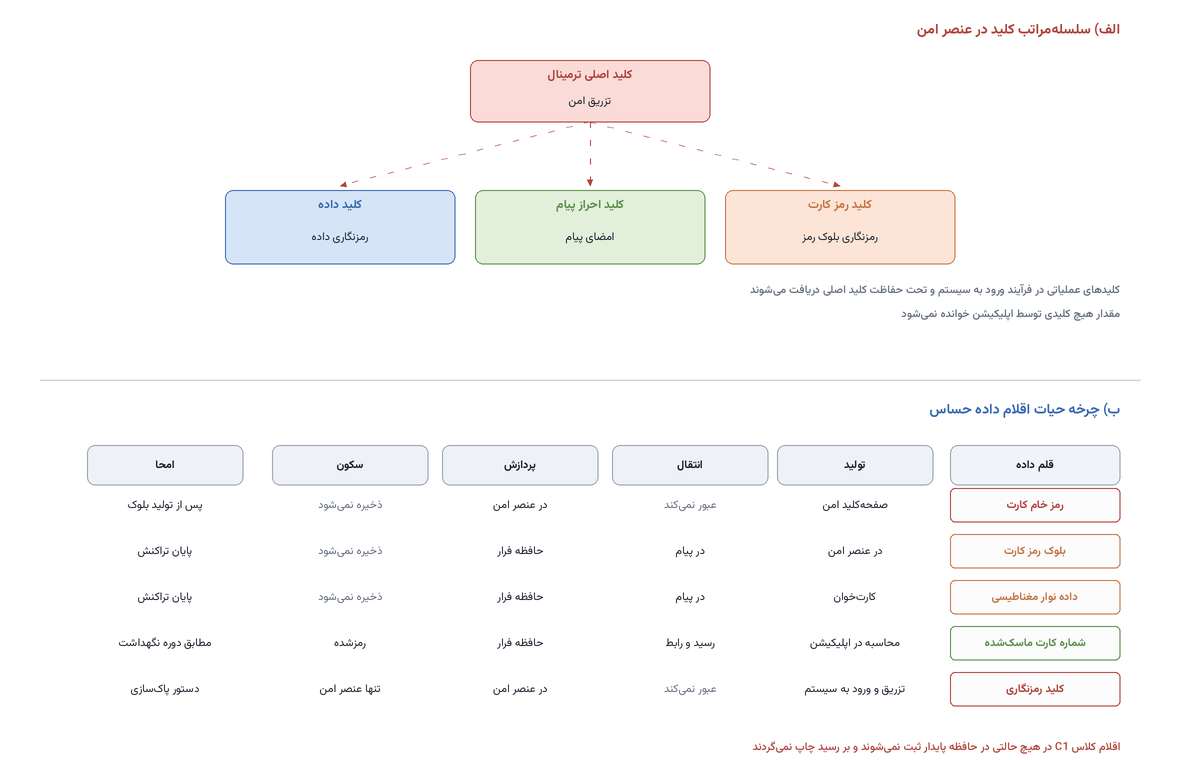 الف) سلسله‌مراتب کلید در عنصر امن
کلید اصلی ترمینال
تزریق امن
کلید رمز کارت
رمزنگاری بلوک رمز
کلید احراز پیام
امضای پیام
کلید داده
رمزنگاری داده
کلیدهای عملیاتی در فرآیند ورود به سیستم و تحت حفاظت کلید اصلی دریافت می‌شوند
مقدار هیچ کلیدی توسط اپلیکیشن خوانده نمی‌شود
ب) چرخه حیات اقلام داده حساس
قلم داده تولید انتقال پردازش سکون امحا
رمز خام کارت صفحه‌کلید امن عبور نمی‌کند در عنصر امن ذخیره نمی‌شود پس از تولید بلوک
بلوک رمز کارت در عنصر امن در پیام حافظه فرار ذخیره نمی‌شود پایان تراکنش
داده نوار مغناطیسی کارت‌خوان در پیام حافظه فرار ذخیره نمی‌شود پایان تراکنش
شماره کارت ماسک‌شده محاسبه در اپلیکیشن رسید و رابط حافظه فرار رمزشده مطابق دوره نگهداشت
کلید رمزنگاری تزریق و ورود به سیستم عبور نمی‌کند در عنصر امن تنها عنصر امن دستور پاک‌سازی
اقلام کلاس C1 در هیچ حالتی در حافظه پایدار ثبت نمی‌شوند و بر رسید چاپ نمی‌گردند